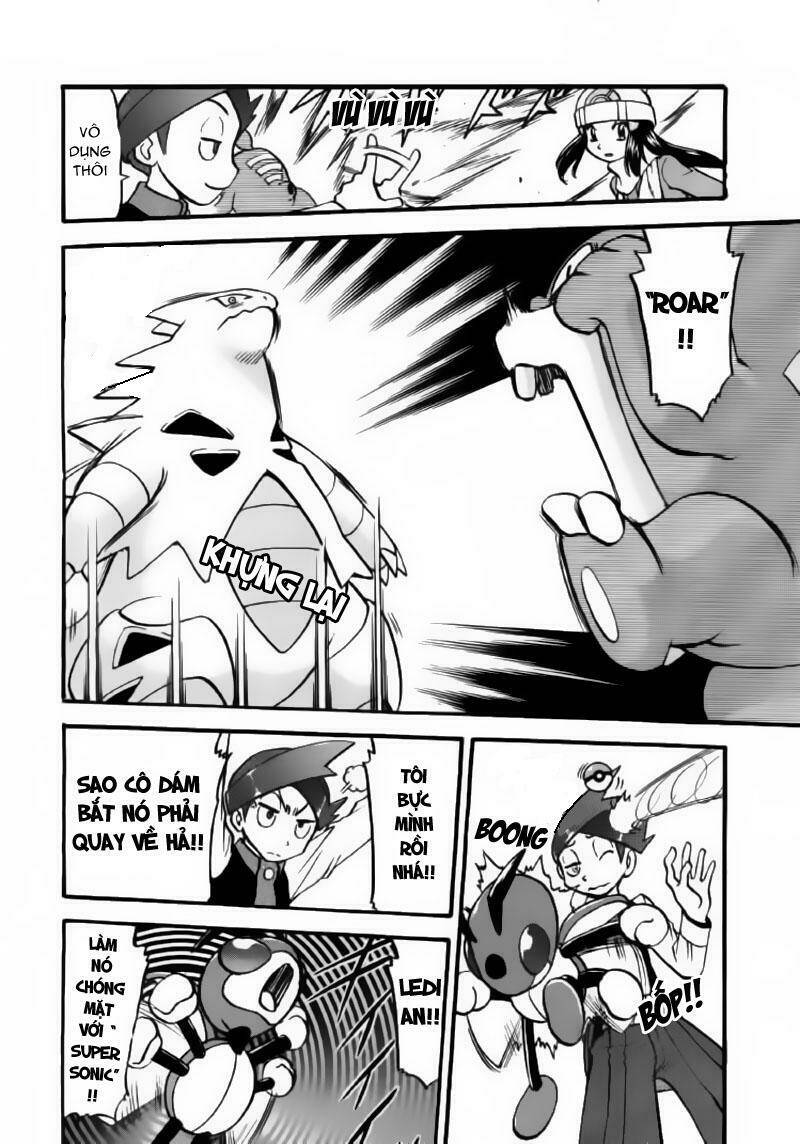 VÔ
DỤNG
THÔI
VÙ VÙ VÙ
"ROAR"
!!
KHỰNG LẠI
SAO CÔ DÁM
BẮT NÓ PHẢI
QUAY VỀ HẢ!!
TÔI
BỰC
MÌNH
RỒI
NHÁ!!
BOONG
BỐP!!
LEDI
AN!!
LÀM
NÓ
CHÓNG
MẶT
VỚI "
SUPER
SONIC"
!!